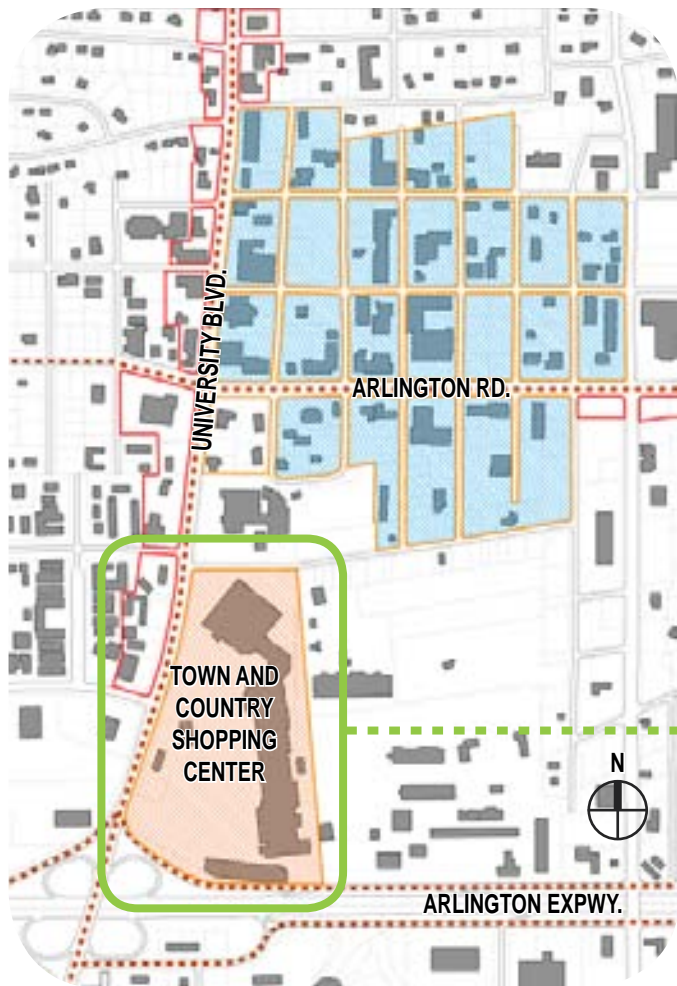 UNIVERSITY BLVD.
ARLINGTON RD.
TOWN AND
COUNTRY
SHOPPING
CENTER
N
ARLINGTON EXPWY.